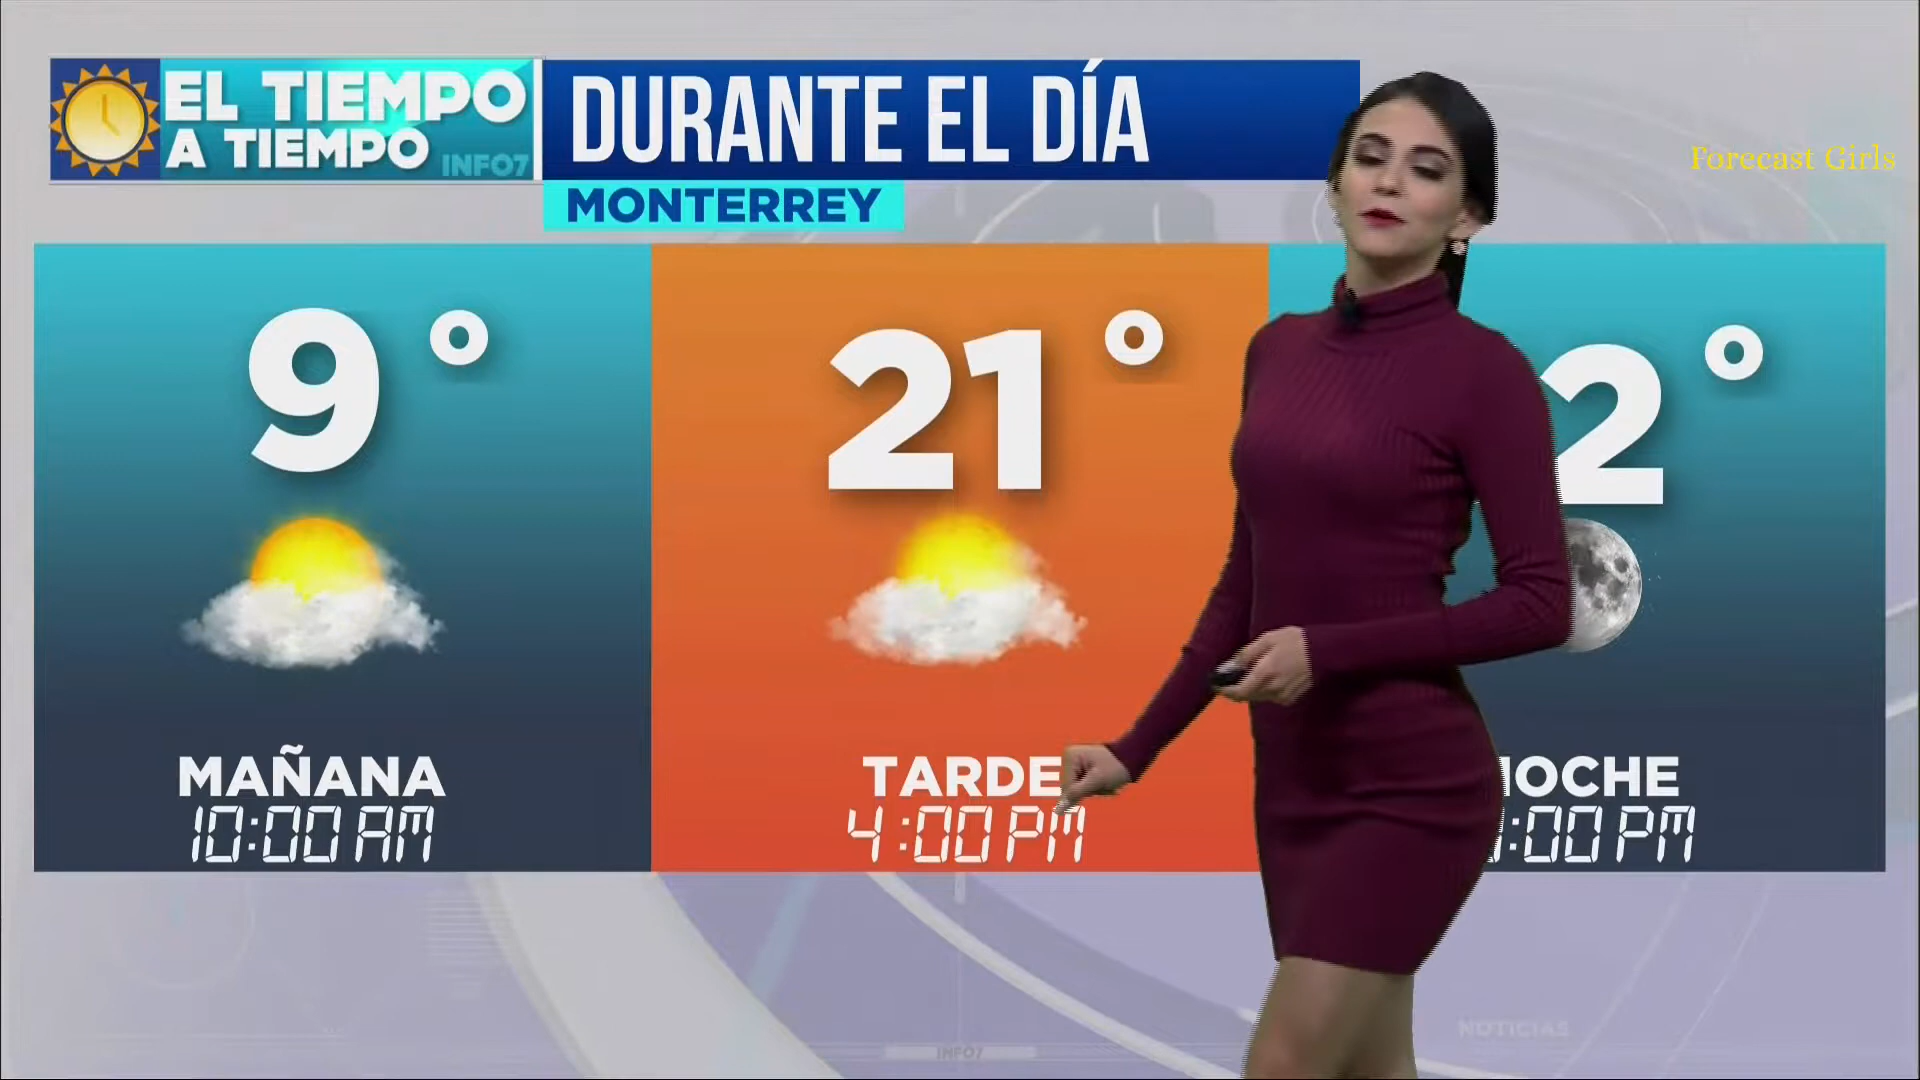 EL TIEMPO
A TIEMPO
INFO7
DURANTE EL DÍA
MONTERREY
Forecast Girls
9°
21°
2°
MAÑANA
10:00 AM
TARDE
4:00 PM
OCHE
:00 PM
NOTICIAS
INFO7